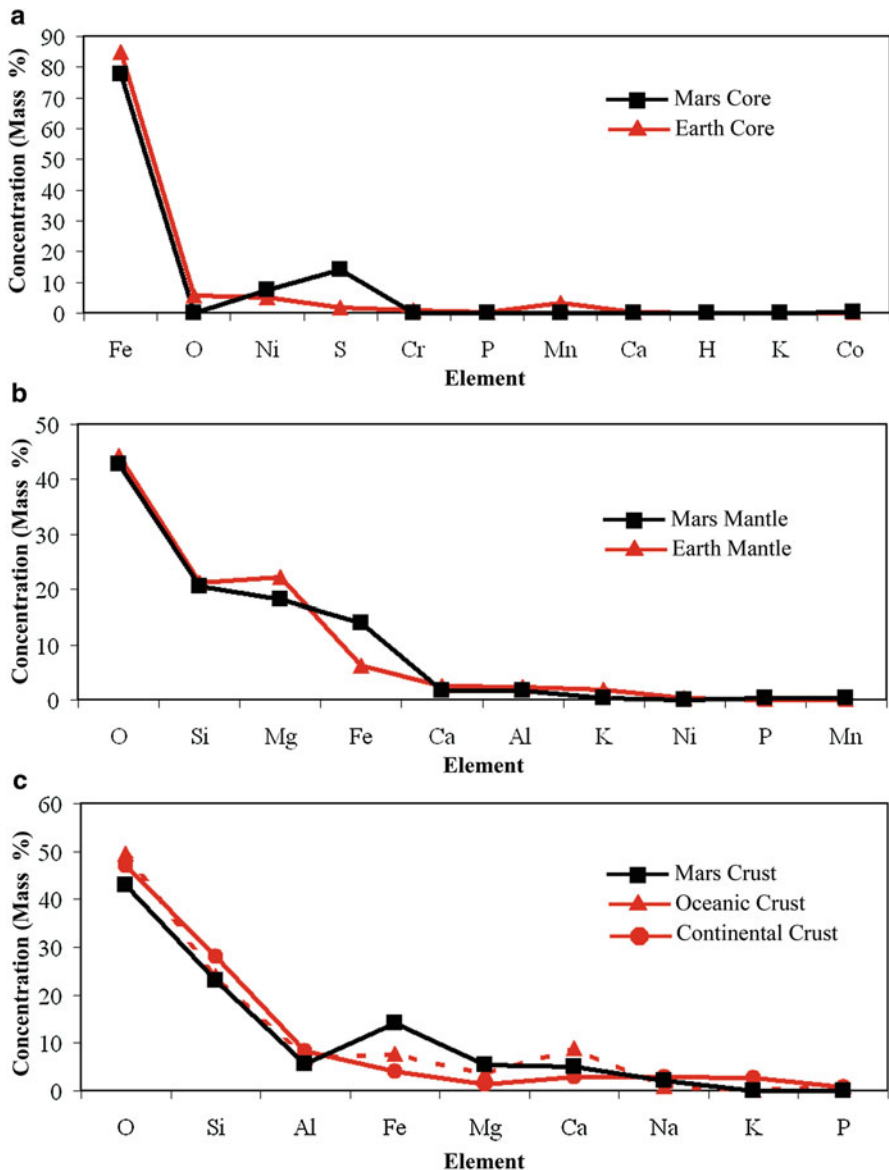 a
90
80
70
60
50
40
30
20
10
0
Concentration (Mass %)
Mars Core
Earth Core
Fe O Ni S Cr P Mn Ca H K Co
Element
b
50
40
30
20
10
0
Concentration (Mass %)
Mars Mantle
Earth Mantle
O Si Mg Fe Ca Al K Ni P Mn
Element
c
60
50
40
30
20
10
0
Concentration (Mass %)
Mars Crust
Oceanic Crust
Continental Crust
O Si Al Fe Mg Ca Na K P
Element